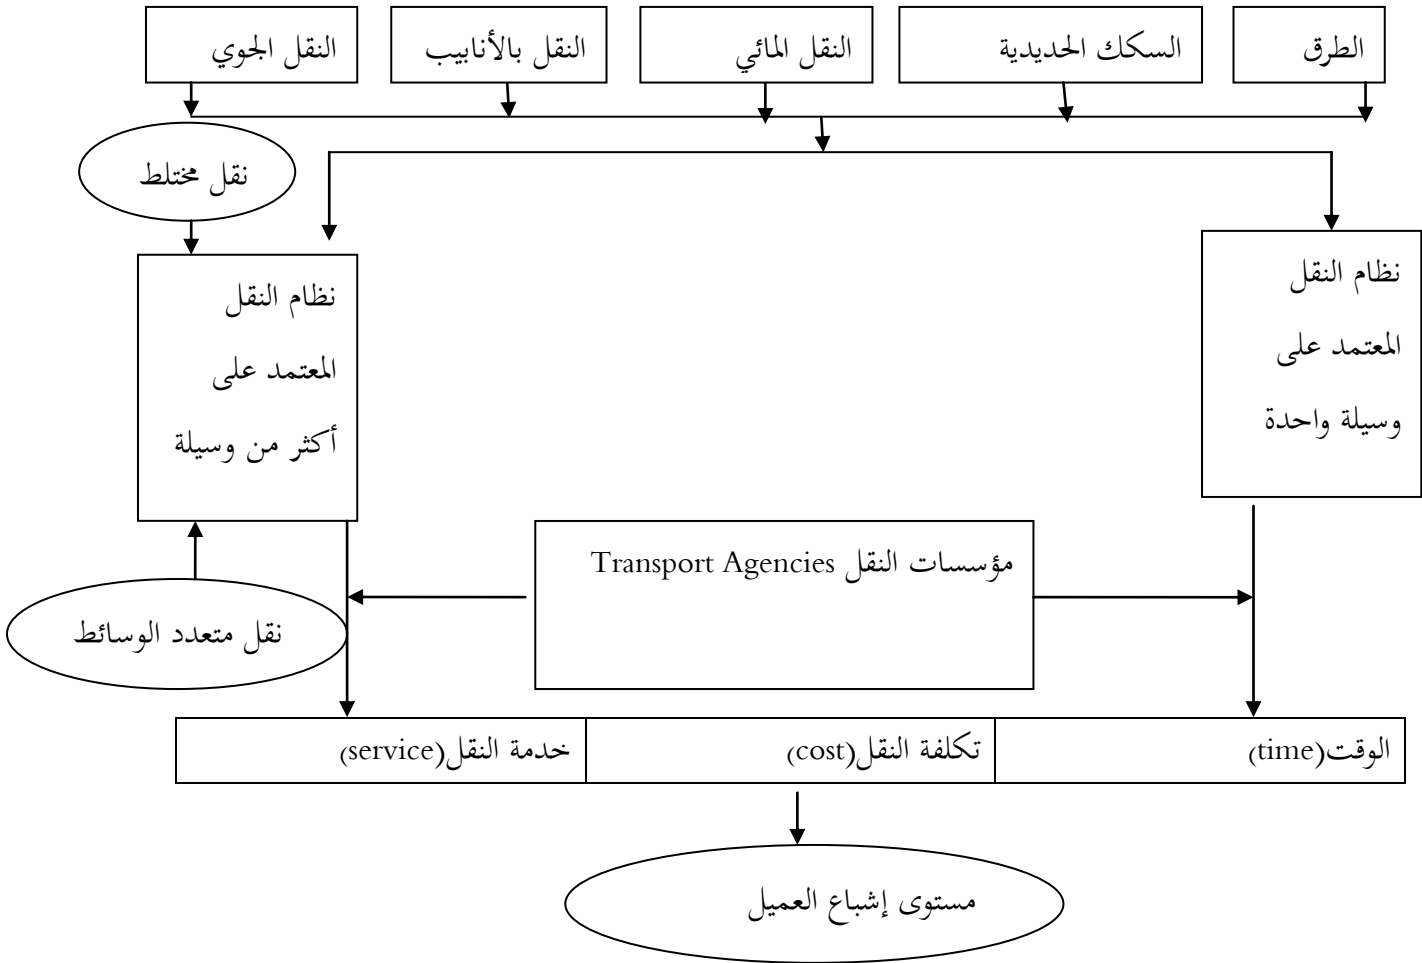 الطرق
السكك الحديدية
النقل المائي
النقل بالأنابيب
النقل الجوي
نقل مختلط
نظام النقل
المعتمد على
وسيلة واحدة
نظام النقل
المعتمد على
أكثر من وسيلة
مؤسسات النقل Transport Agencies
نقل متعدد الوسائط
الوقت(time)
تكلفة النقل(cost)
خدمة النقل(service)
مستوى إشباع العميل